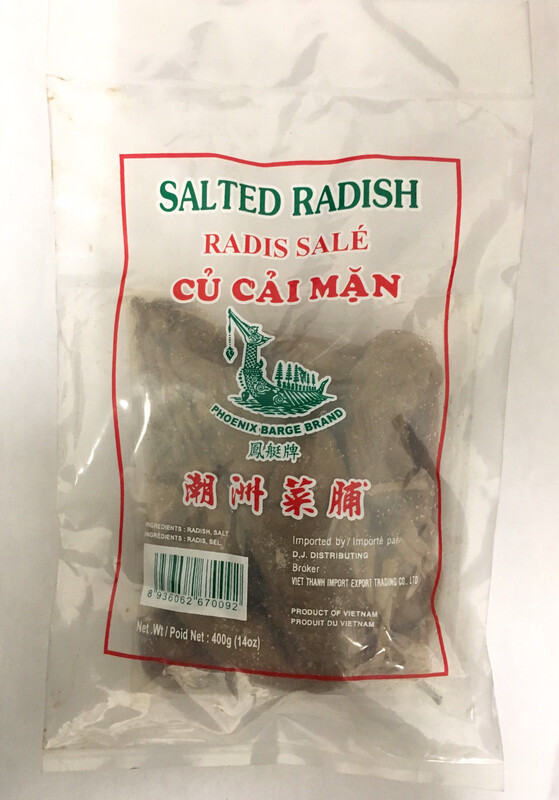 SALTED RADISH
RADIS SALÉ
CỦ CẢI MẶN
PHOENIX BARGE BRAND
鳳艇牌
潮洲菜脯
INGREDIENTS : RADISH, SALT
INGRÉDIENTS : RADIS, SEL.
8 936062 670092
Net .Wt / Poid Net : 400g (14oz)
Imported by / Importé par
D.J. DISTRIBUTING
Broker :
VIET THANH IMPORT EXPORT TRADING CO., LTD
PRODUCT OF VIETNAM
PRODUIT DU VIETNAM